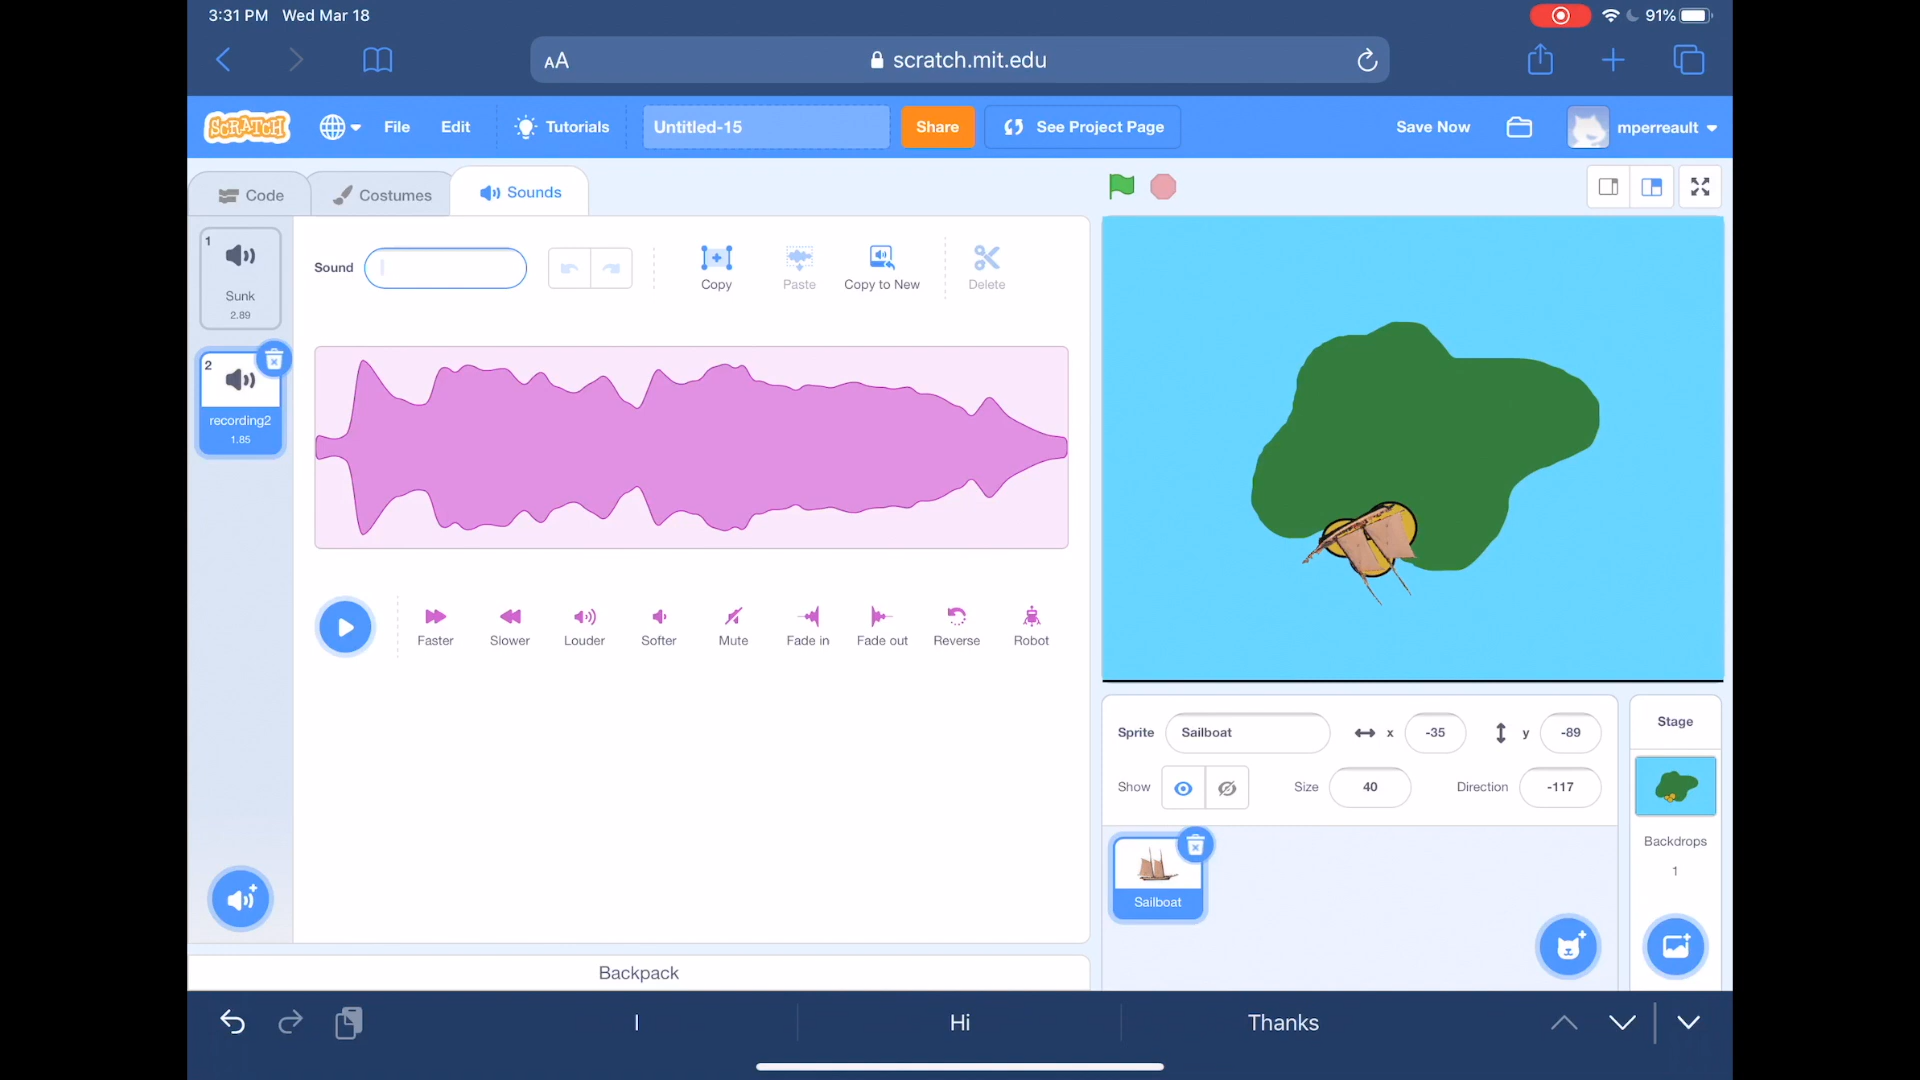 3:31 PM Wed Mar 18
91%
AA
scratch.mit.edu
SCRATCH
File
Edit
Tutorials
Untitled-15
Share
See Project Page
Save Now
mperreault
Code
Costumes
Sounds
1
Sunk
2.89
2
recording2
1.85
Sound
Copy
Paste
Copy to New
Delete
Faster
Slower
Louder
Softer
Mute
Fade in
Fade out
Reverse
Robot
Sprite
Sailboat
x
-35
y
-89
Show
Size
40
Direction
-117
Sailboat
Stage
Backdrops
1
Backpack
I
Hi
Thanks